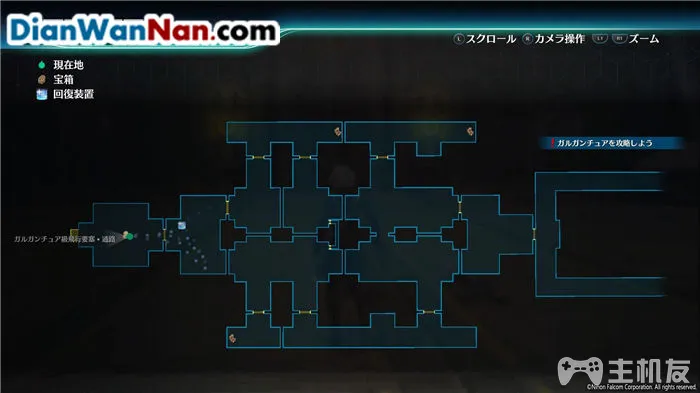 DianWanNan.com
Ⓛスクロール Ⓡカメラ操作 L1 R1 ズーム
現在地
宝箱
回復装置
ガルガンチュアを攻略しよう
ガルガンチュア級飛行要塞・通路
主机友
©Nihon Falcom Corporation. All rights reserved.